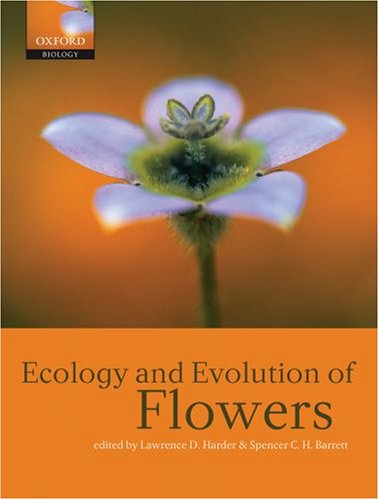 OXFORD
BIOLOGY
Ecology and Evolution of
Flowers
edited by Lawrence D. Harder & Spencer C. H. Barrett